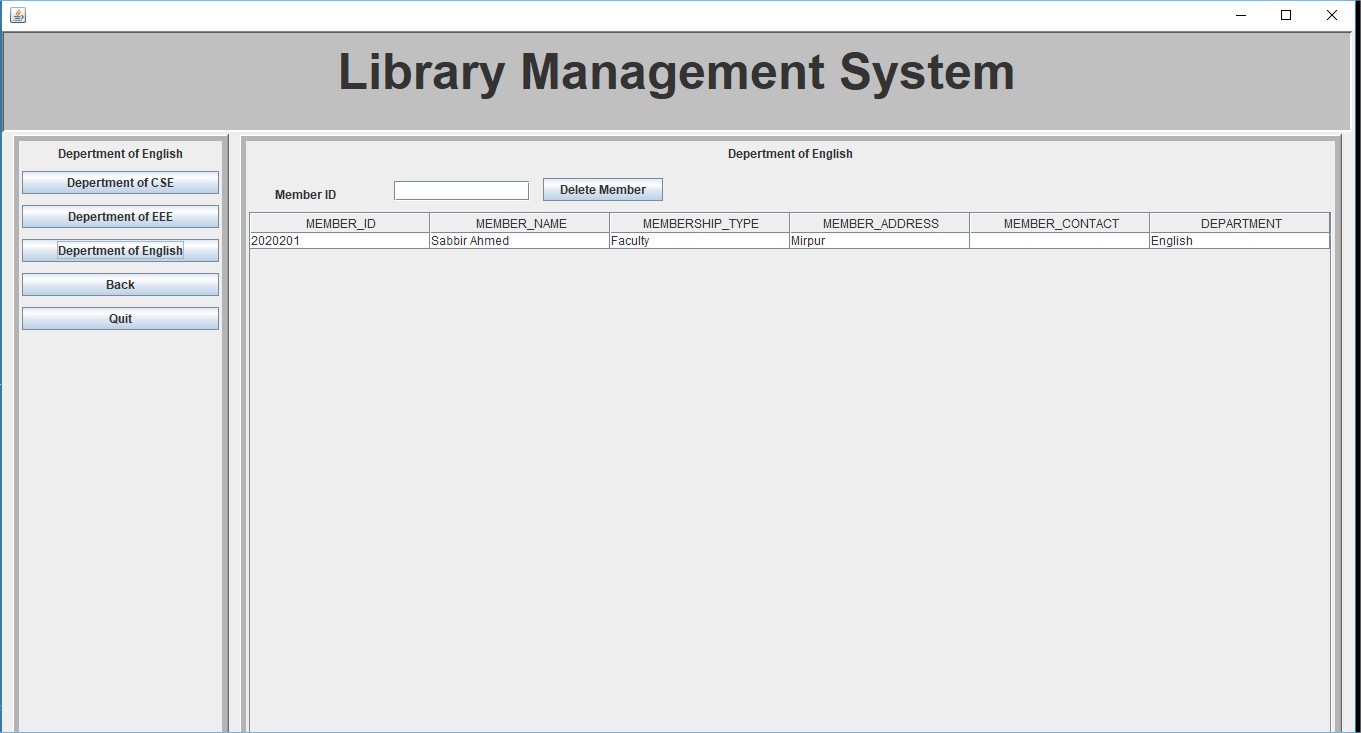 Library Management System
Depertment of English
Depertment of CSE
Depertment of EEE
Depertment of English
Back
Quit
Depertment of English
Member ID Delete Member
MEMBER_ID MEMBER_NAME MEMBERSHIP_TYPE MEMBER_ADDRESS MEMBER_CONTACT DEPARTMENT
2020201 Sabbir Ahmed Faculty Mirpur English